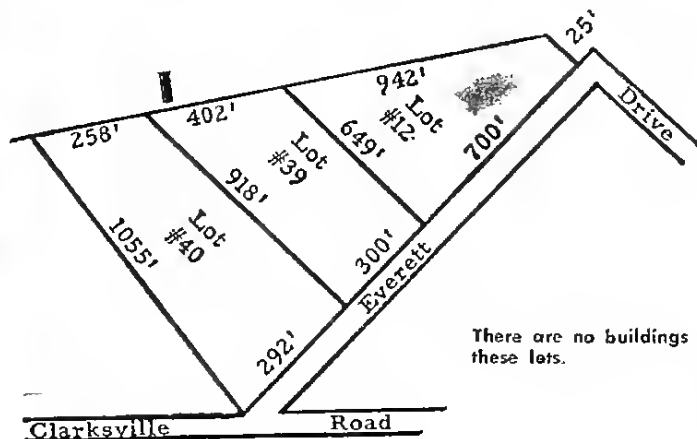 25'
942'
Lot
#12
402'
258'
649'
700'
Drive
Lot
#39
918'
Lot
#40
1055'
300'
Everett
292'
There are no buildings
these lots.
Clarksville Road